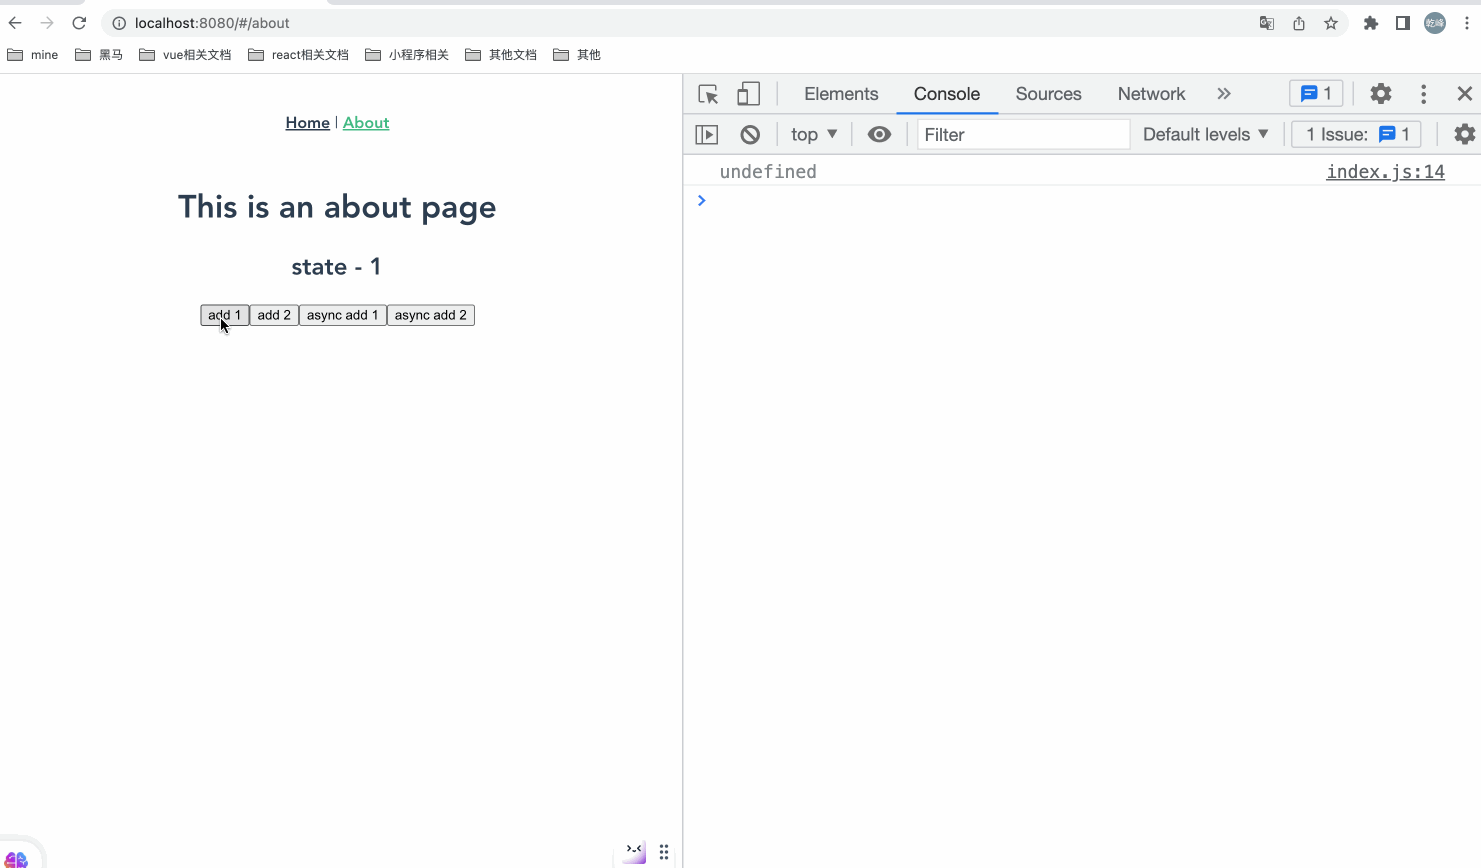 localhost:8080/#/about
乾峰
mine 黑马 vue相关文档 react相关文档 小程序相关 其他文档 其他
Elements Console Sources Network 1
top Filter Default levels 1 Issue: 1
Home | About
undefined index.js:14
This is an about page
state - 1
add 1 add 2 async add 1 async add 2